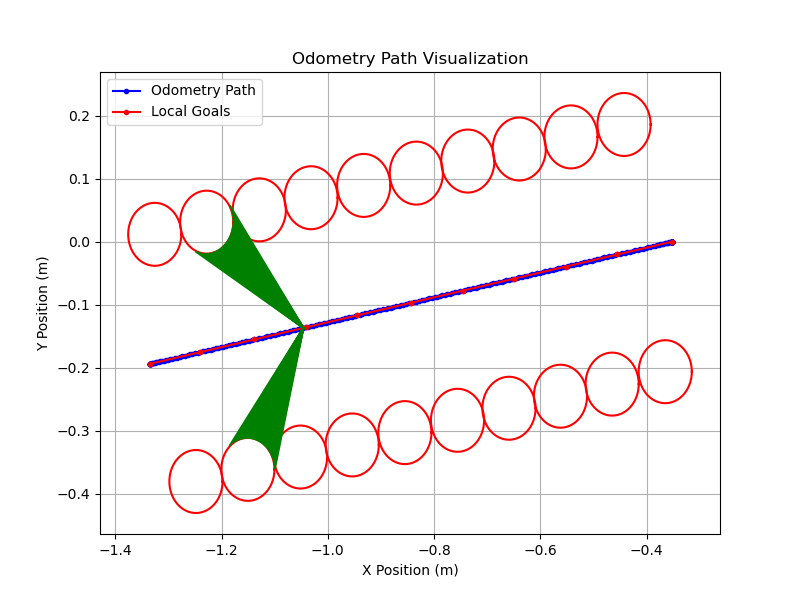 Odometry Path Visualization
Odometry Path
Local Goals
0.2
0.1
0.0
−0.1
−0.2
−0.3
−0.4
Y Position (m)
−1.4
−1.2
−1.0
−0.8
−0.6
−0.4
X Position (m)